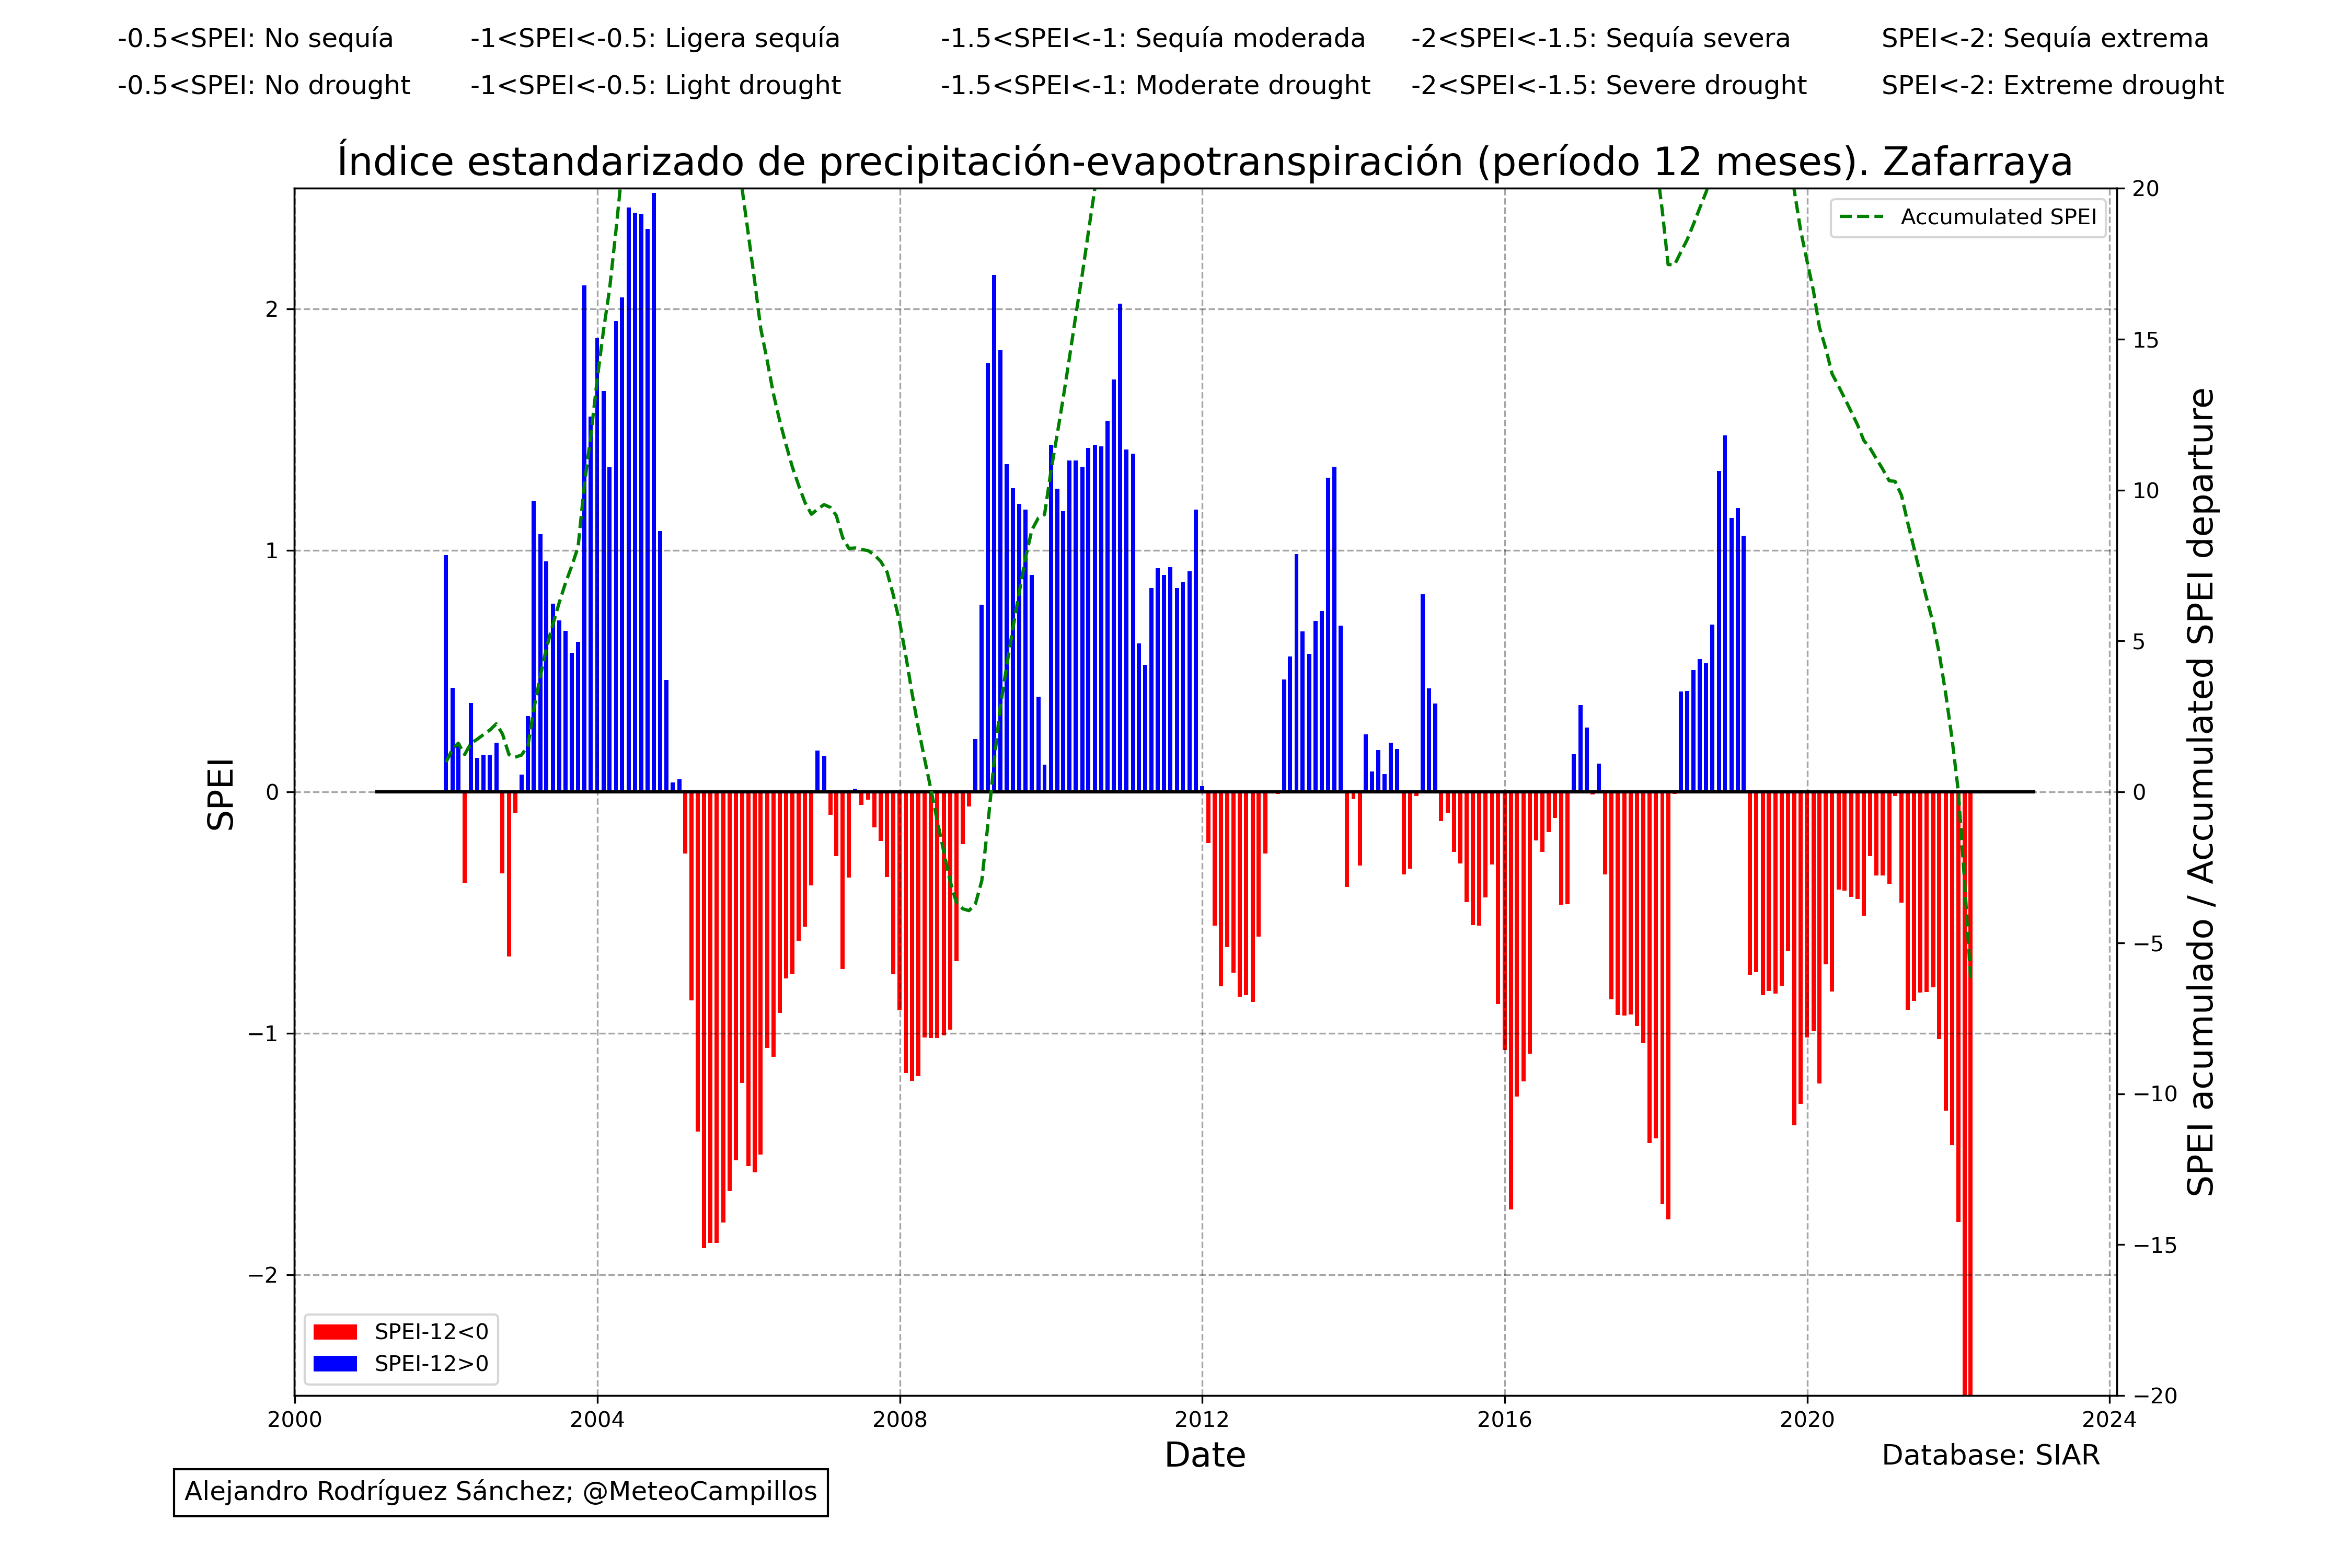 -0.5<SPEI: No sequía
-1<SPEI<-0.5: Ligera sequía
-1.5<SPEI<-1: Sequía moderada
-2<SPEI<-1.5: Sequía severa
SPEI<-2: Sequía extrema
-0.5<SPEI: No drought
-1<SPEI<-0.5: Light drought
-1.5<SPEI<-1: Moderate drought
-2<SPEI<-1.5: Severe drought
SPEI<-2: Extreme drought
Índice estandarizado de precipitación-evapotranspiración (período 12 meses). Zafarraya
Accumulated SPEI
SPEI
2
1
0
−1
−2
20
15
10
5
0
−5
−10
−15
−20
SPEI acumulado / Accumulated SPEI departure
SPEI-12<0
SPEI-12>0
2000
2004
2008
2012
2016
2020
2024
Date
Database: SIAR
Alejandro Rodríguez Sánchez; @MeteoCampillos